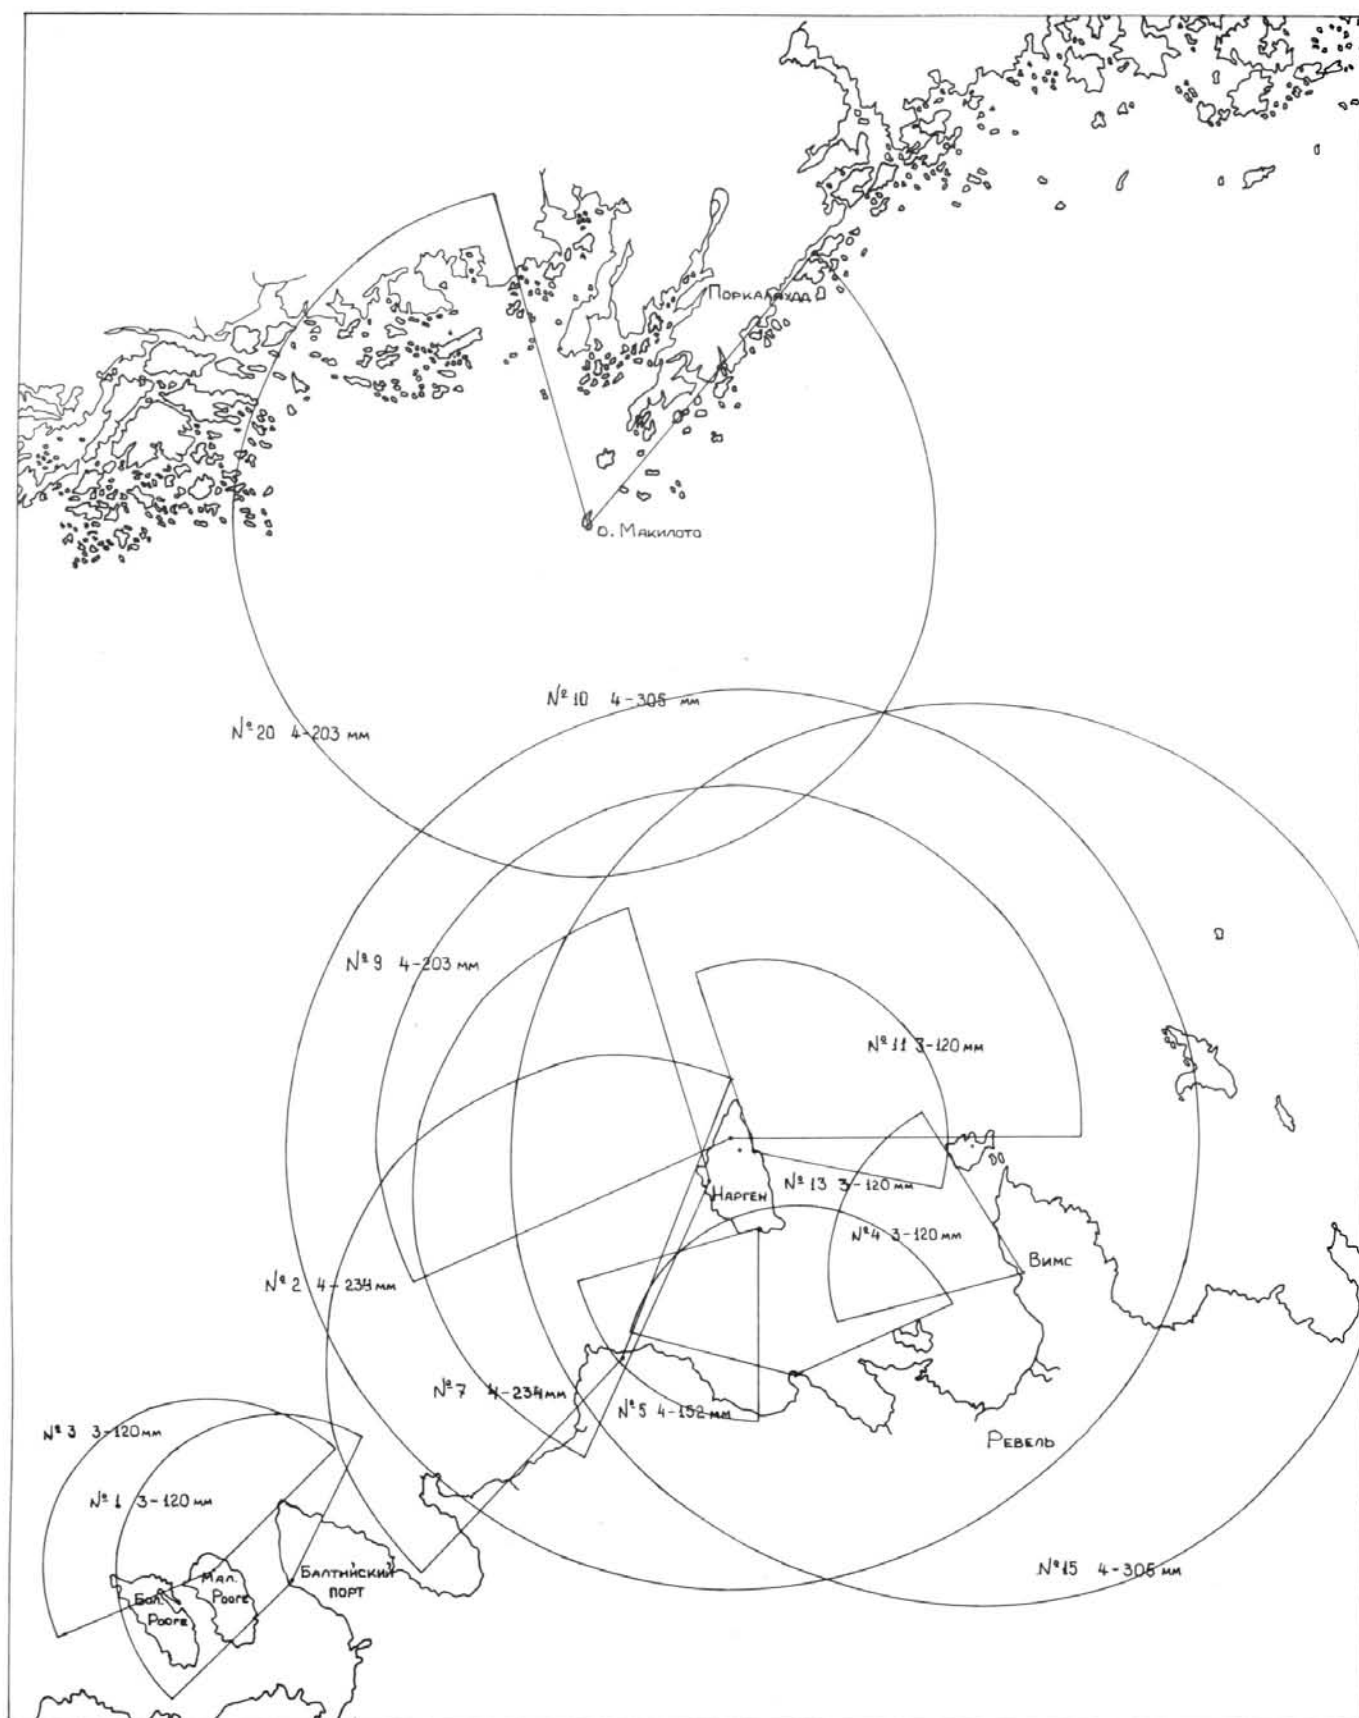 Поркалаудд
о. Макилото
№ 10 4-305 мм
№ 20 4-203 мм
№ 9 4-203 мм
№ 11 3-120 мм
№ 13 3-120 мм
Нарген
№ 4 3-120 мм
Вимс
№ 2 4-234 мм
№ 7 4-234 мм
№ 5 4-152 мм
Ревель
№ 3 3-120 мм
№ 1 3-120 мм
№ 15 4-305 мм
Балтийский
порт
Мал.
Рооге
Бол.
Рооге